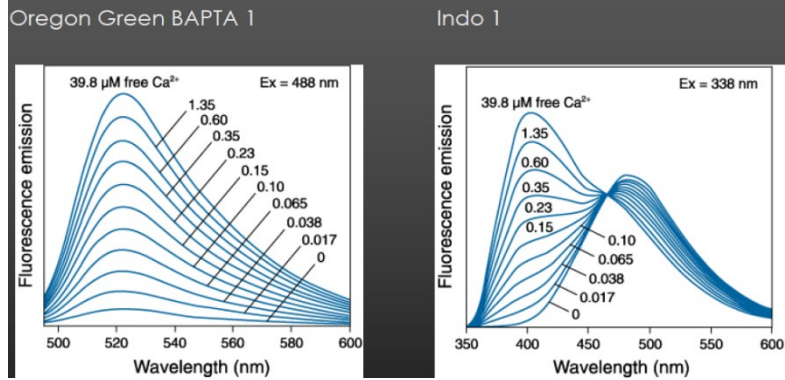 Oregon Green BAPTA 1
Fluorescence emission
39.8 µM free Ca²⁺
Ex = 488 nm
1.35
0.60
0.35
0.23
0.15
0.10
0.065
0.038
0.017
0
500 520 540 560 580 600
Wavelength (nm)
Indo 1
Fluorescence emission
Ex = 338 nm
39.8 µM free Ca²⁺
1.35
0.60
0.35
0.23
0.15
0.10
0.065
0.038
0.017
0
350 400 450 500 550 600
Wavelength (nm)